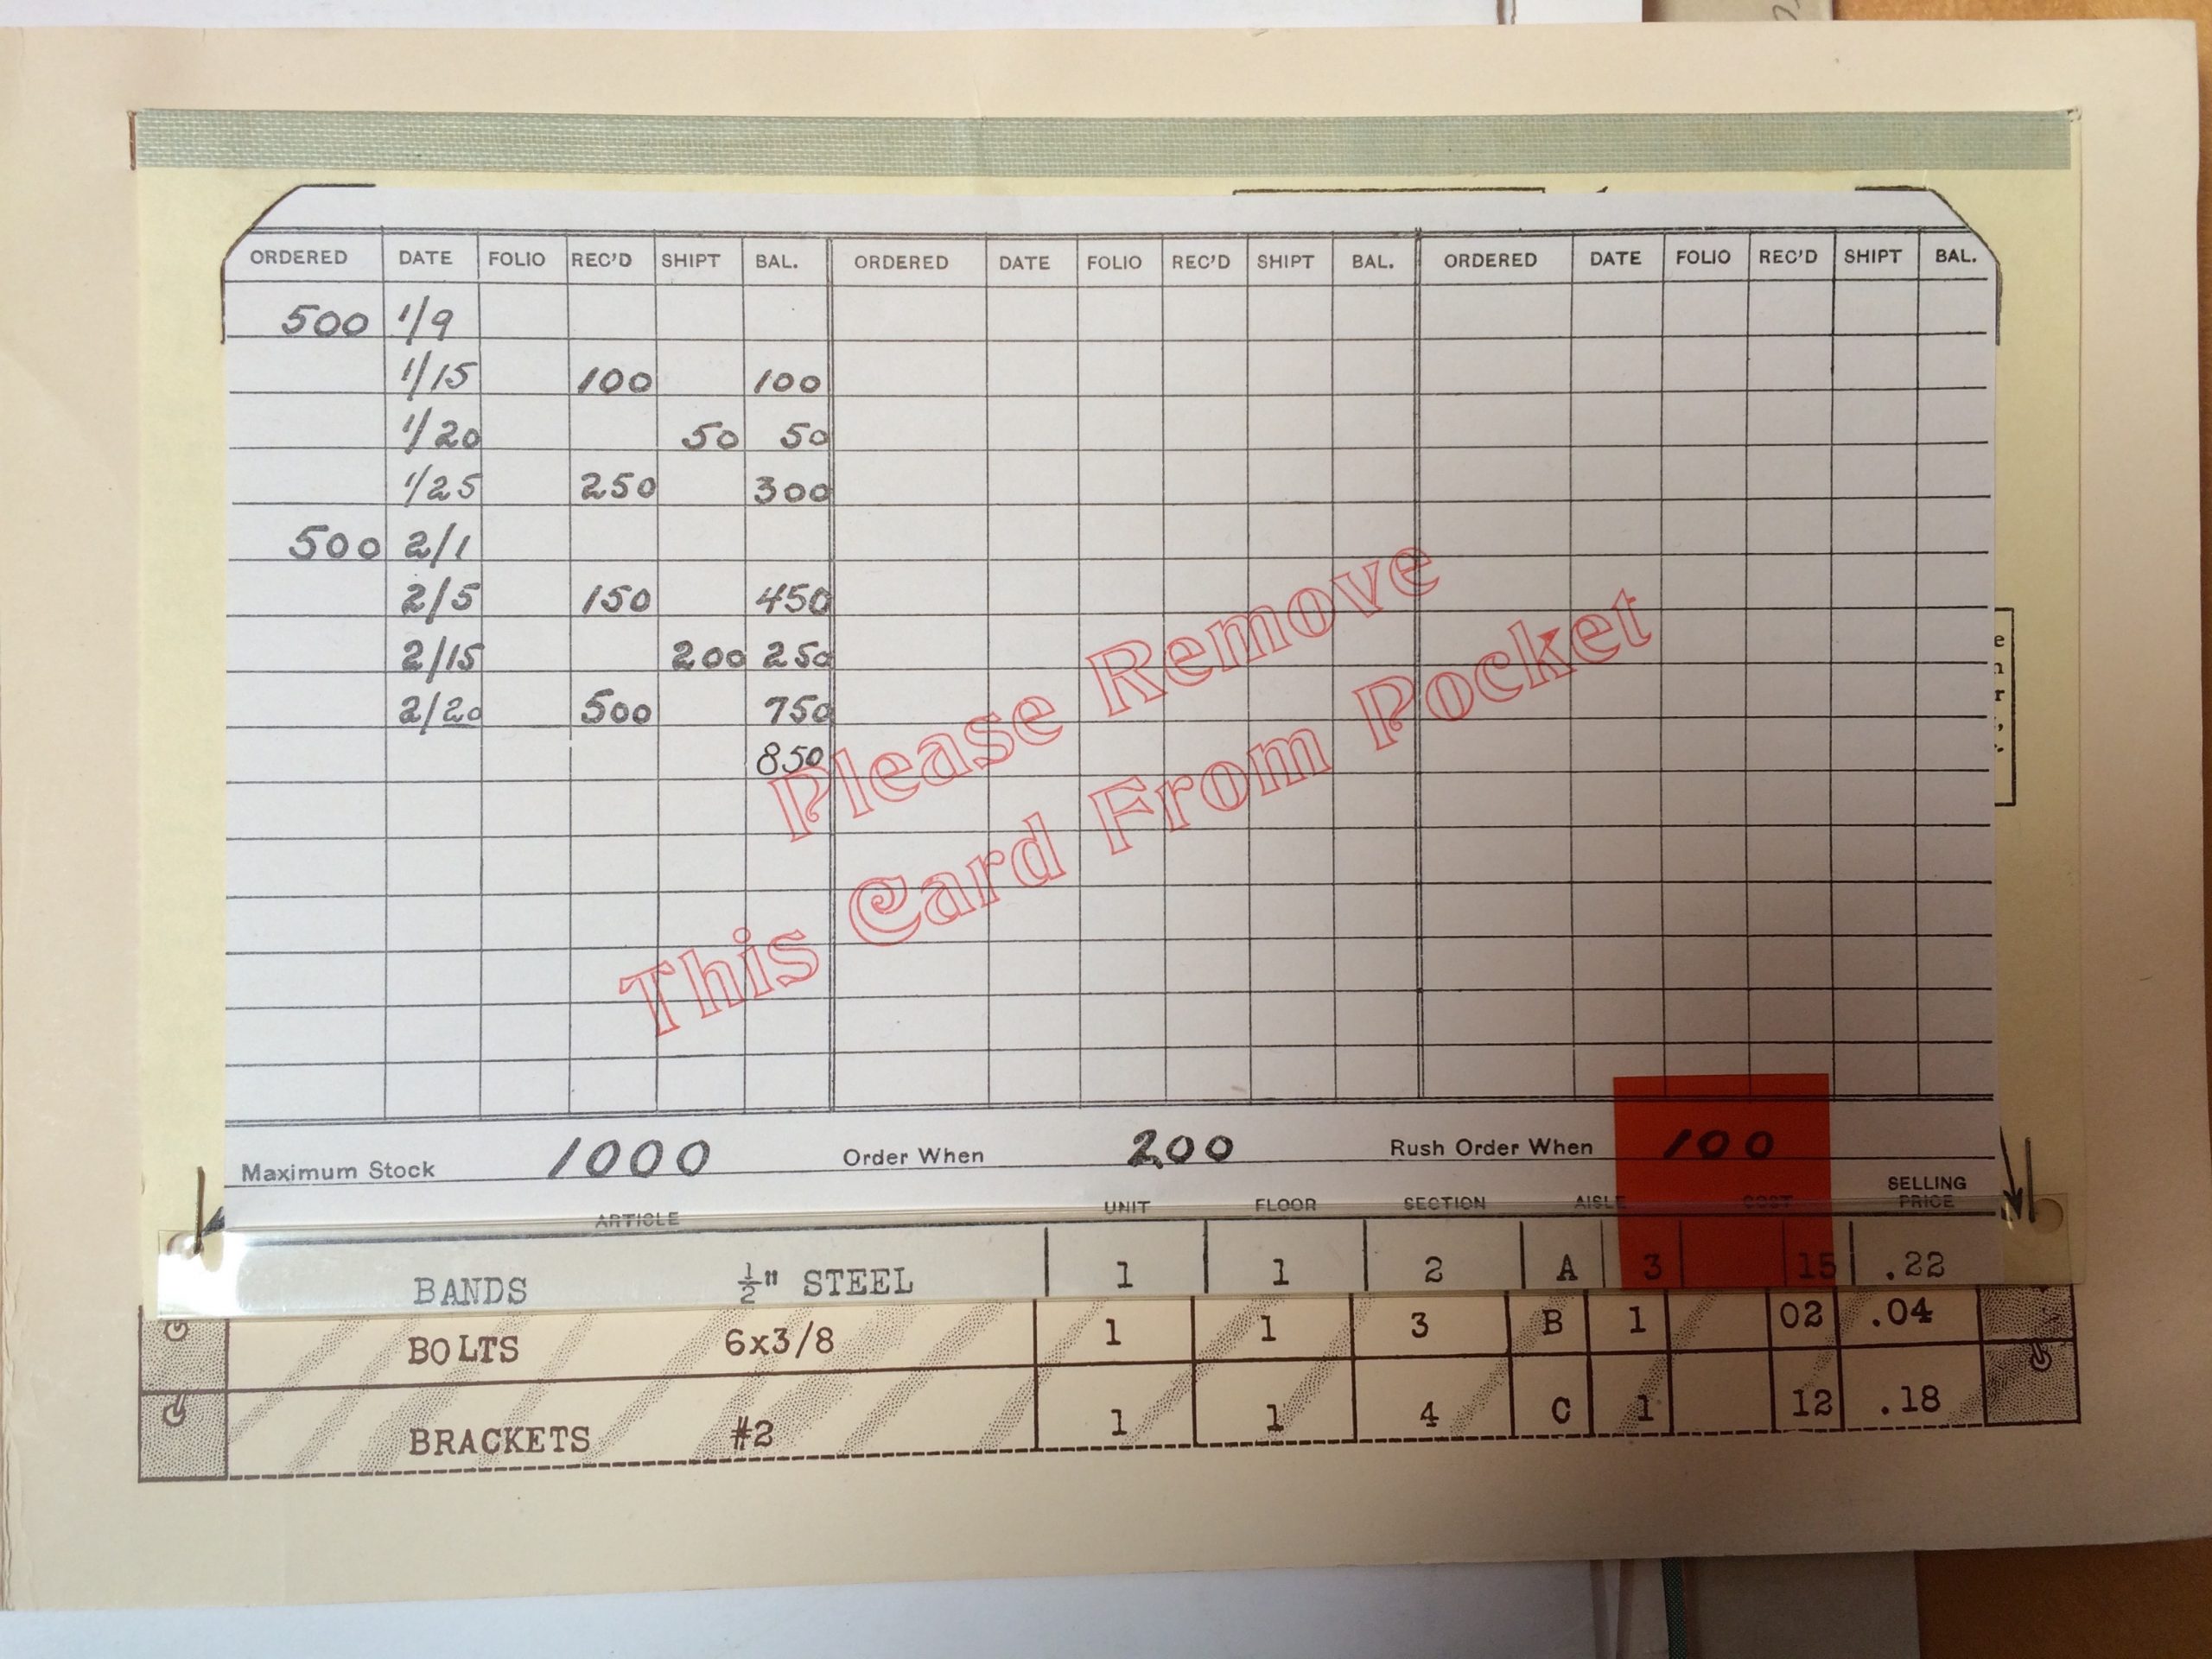 ORDERED DATE FOLIO REC'D SHIPT BAL. ORDERED DATE FOLIO REC'D SHIPT BAL. ORDERED DATE FOLIO REC'D SHIPT BAL.
500 1/9
1/15 100 100
1/20 50 50
1/25 250 300
500 2/1
2/5 150 450
2/15 200 250
2/20 500 750
850
Please Remove
This Card From Pocket
Maximum Stock 1000 Order When 200 Rush Order When 100
ARTICLE UNIT FLOOR SECTION AISLE COST SELLING PRICE
BANDS 1/2" STEEL 1 1 2 A 3 15 .22
BOLTS 6x3/8 1 1 3 B 1 02 .04
BRACKETS #2 1 1 4 C 1 12 .18